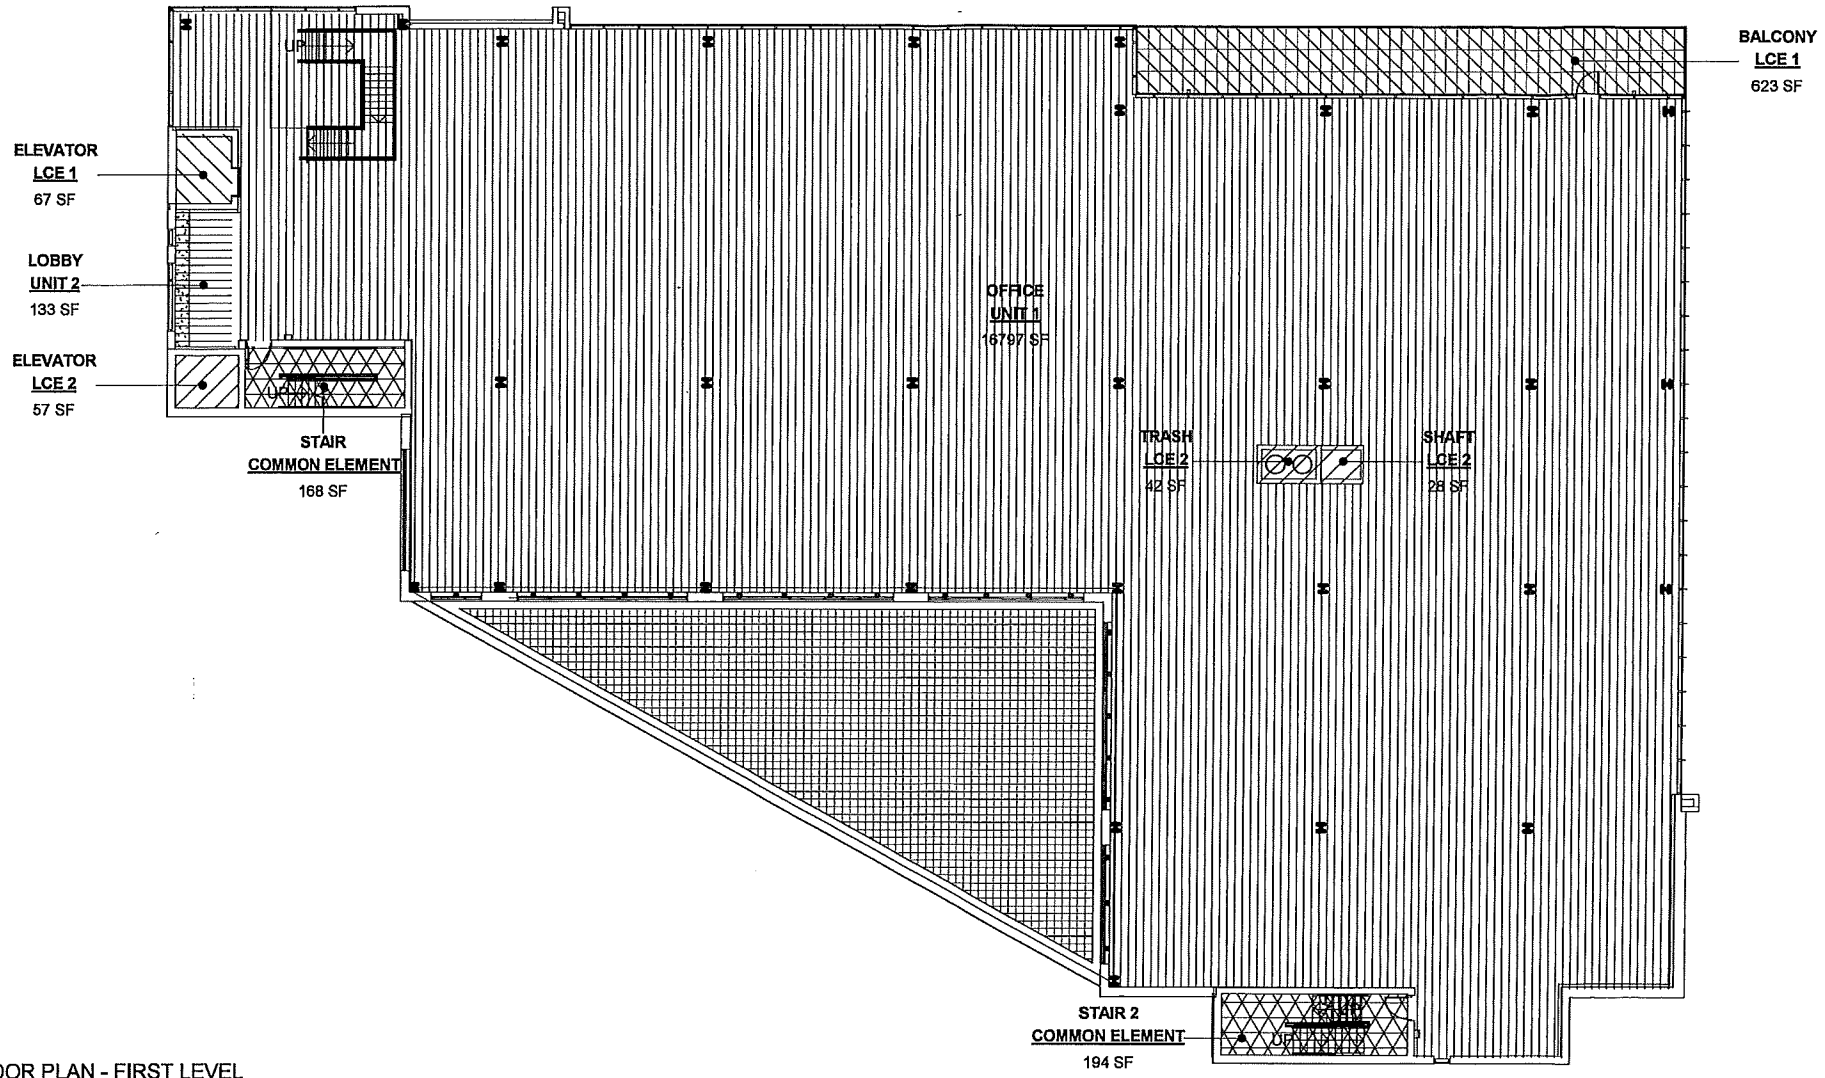 UP
BALCONY
LCE 1
623 SF
ELEVATOR
LCE 1
67 SF
LOBBY
UNIT 2
133 SF
OFFICE
UNIT 1
16797 SF
ELEVATOR
LCE 2
57 SF
UP
STAIR
COMMON ELEMENT
168 SF
TRASH
LCE 2
42 SF
SHAFT
LCE 2
28 SF
STAIR 2
COMMON ELEMENT
194 SF
UP
OOR PLAN - FIRST LEVEL